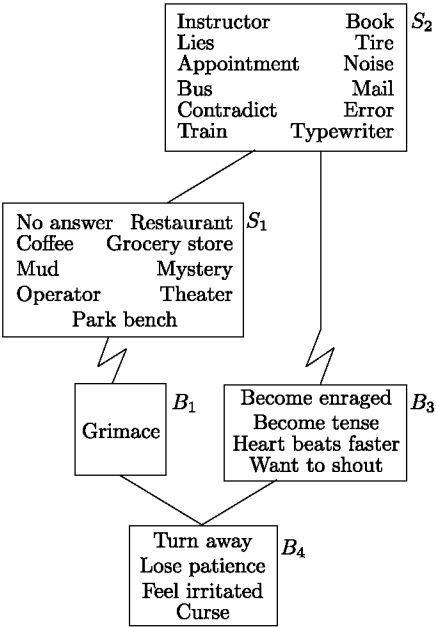 Instructor Book S2
Lies Tire
Appointment Noise
Bus Mail
Contradict Error
Train Typewriter
No answer Restaurant S1
Coffee Grocery store
Mud Mystery
Operator Theater
Park bench
Grimace B1
Become enraged B3
Become tense
Heart beats faster
Want to shout
Turn away B4
Lose patience
Feel irritated
Curse